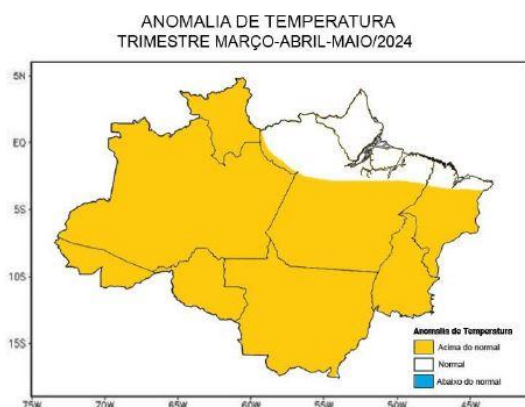 ANOMALIA DE TEMPERATURA
TRIMESTRE MARÇO-ABRIL-MAIO/2024
5N
EQ
5S
10S
15S
75W
70W
65W
60W
55W
50W
45W
Anomalia de Temperatura
Acima do normal
Normal
Abaixo do normal